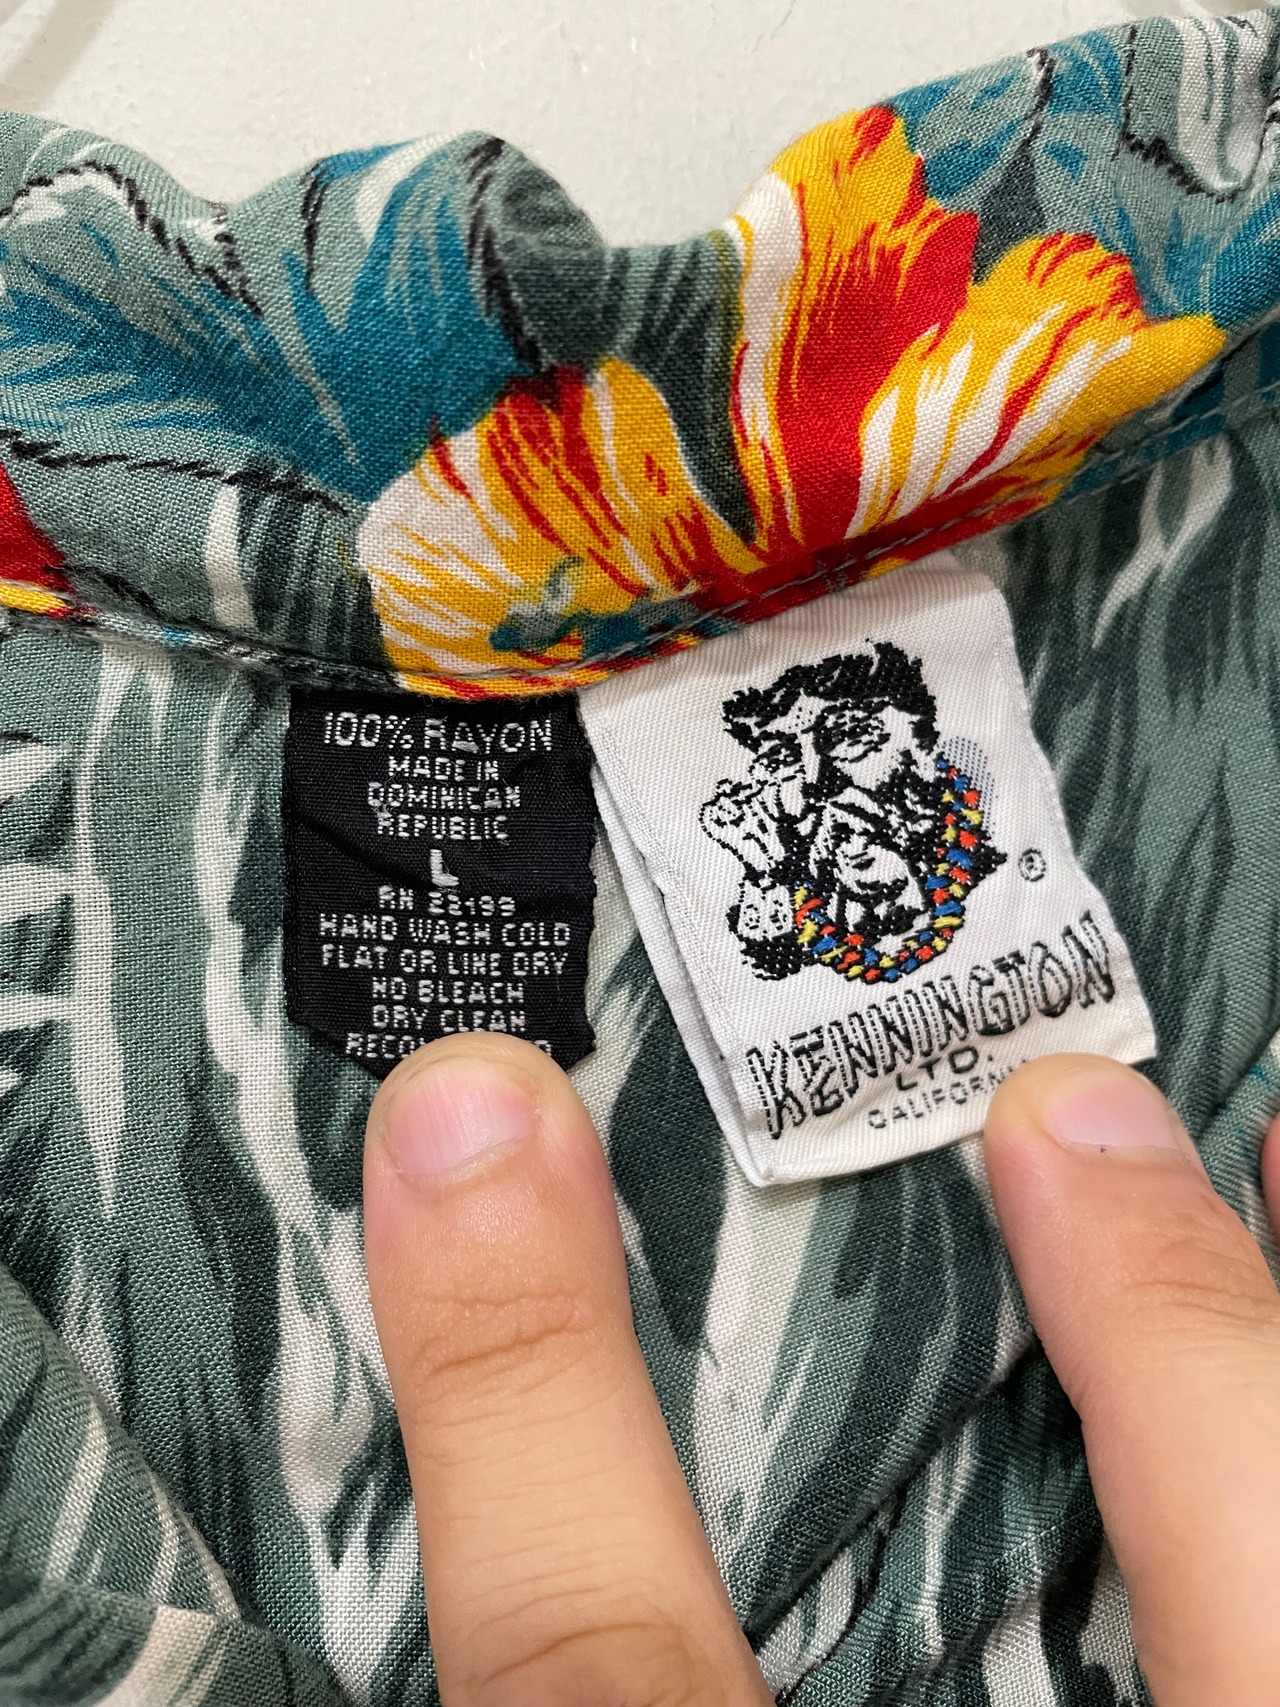 100% RAYON
MADE IN
DOMINICAN
REPUBLIC
L
HAND WASH COLD
FLAT OR LINE DRY
NO BLEACH
DRY CLEAN
®
KENNINGTON
LTD.